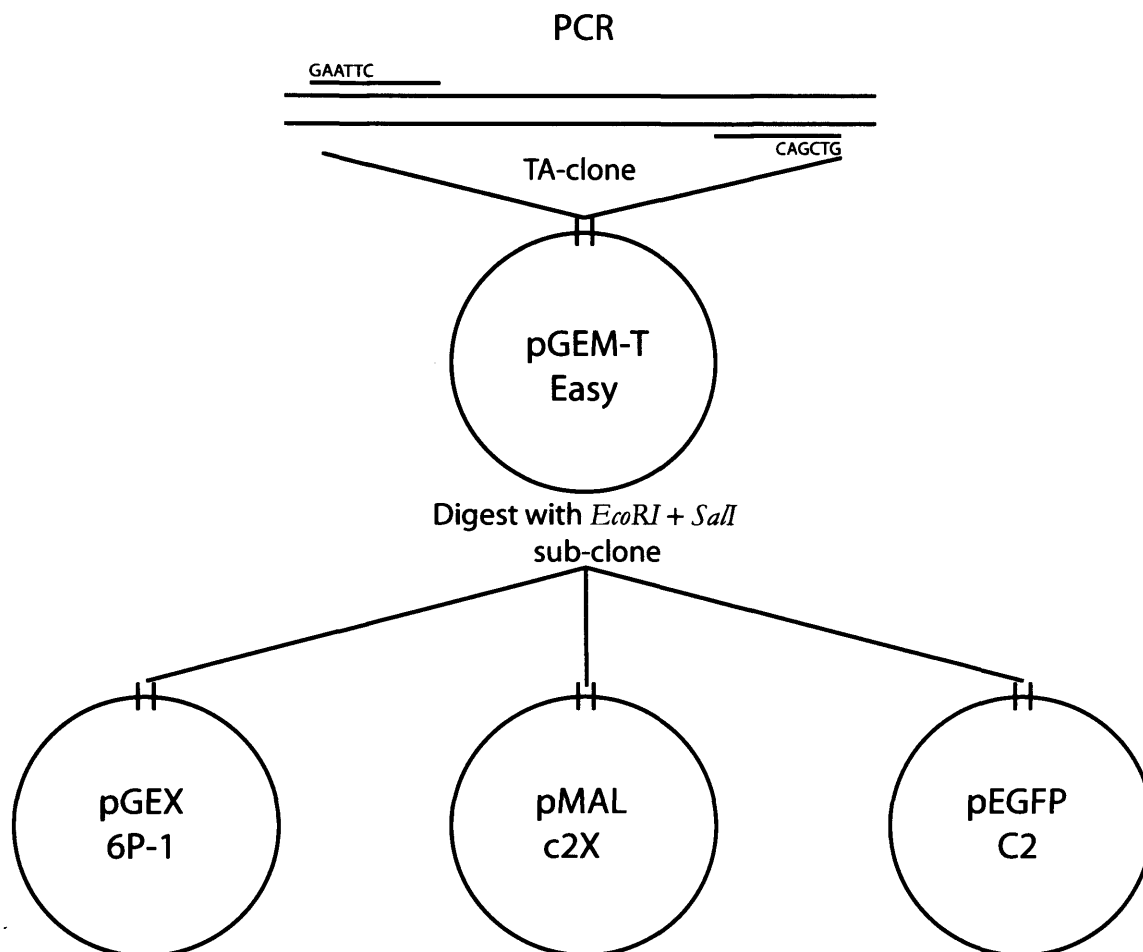 PCR
GAATTC
CAGCTG
TA-clone
pGEM-T
Easy
Digest with EcoRI + SalI
sub-clone
pGEX
6P-1
pMAL
c2X
pEGFP
C2